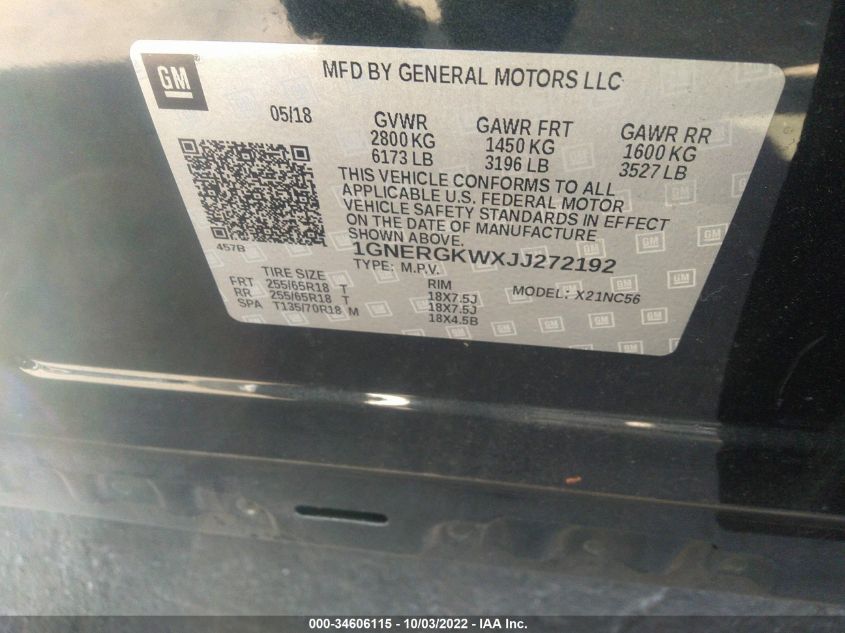 GM
MFD BY GENERAL MOTORS LLC
05/18
GVWR
2800 KG
6173 LB
GAWR FRT
1450 KG
3196 LB
GAWR RR
1600 KG
3527 LB
THIS VEHICLE CONFORMS TO ALL
APPLICABLE U.S. FEDERAL MOTOR
VEHICLE SAFETY STANDARDS IN EFFECT
ON THE DATE OF MANUFACTURE
SHOWN ABOVE.
457B
1GNERGKWXJJ272192
TYPE: M.P.V.
MODEL: X21NC56
TIRE SIZE RIM
FRT 255/65R18 T 18X7.5J
RR 255/65R18 T 18X7.5J
SPA T135/70R18 M 18X4.5B
000-34606115 - 10/03/2022 - IAA Inc.